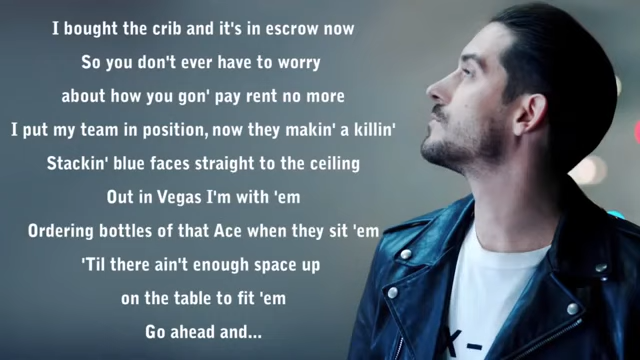 I bought the crib and it's in escrow now
So you don't ever have to worry
about how you gon' pay rent no more
I put my team in position, now they makin' a killin'
Stackin' blue faces straight to the ceiling
Out in Vegas I'm with 'em
Ordering bottles of that Ace when they sit 'em
'Til there ain't enough space up
on the table to fit 'em
Go ahead and...
X-